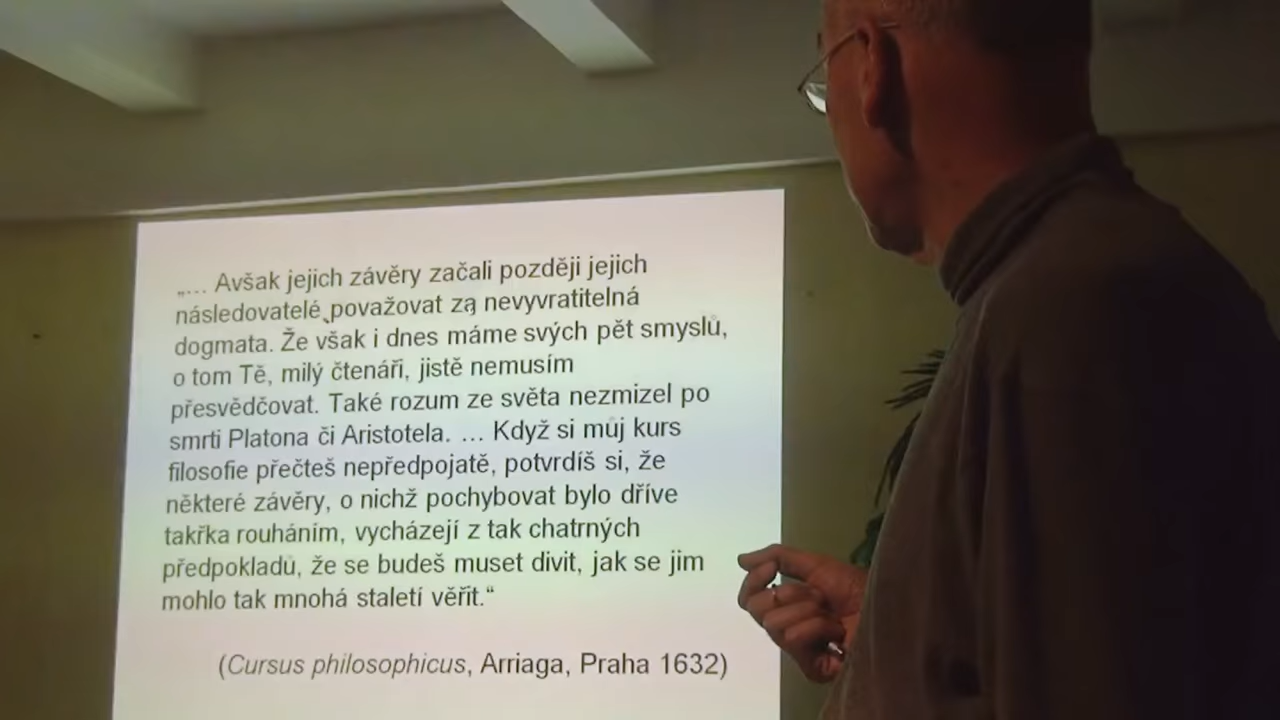 „… Avšak jejich závěry začali později jejich
následovatelé považovat za nevyvratitelná
dogmata. Že však i dnes máme svých pět smyslů,
o tom Tě, milý čtenáři, jistě nemusím
přesvědčovat. Také rozum ze světa nezmizel po
smrti Platona či Aristotela. … Když si můj kurs
filosofie přečteš nepředpojatě, potvrdíš si, že
některé závěry, o nichž pochybovat bylo dříve
takřka rouháním, vycházejí z tak chatrných
předpokladů, že se budeš muset divit, jak se jim
mohlo tak mnohá staletí věřit.“
(Cursus philosophicus, Arriaga, Praha 1632)